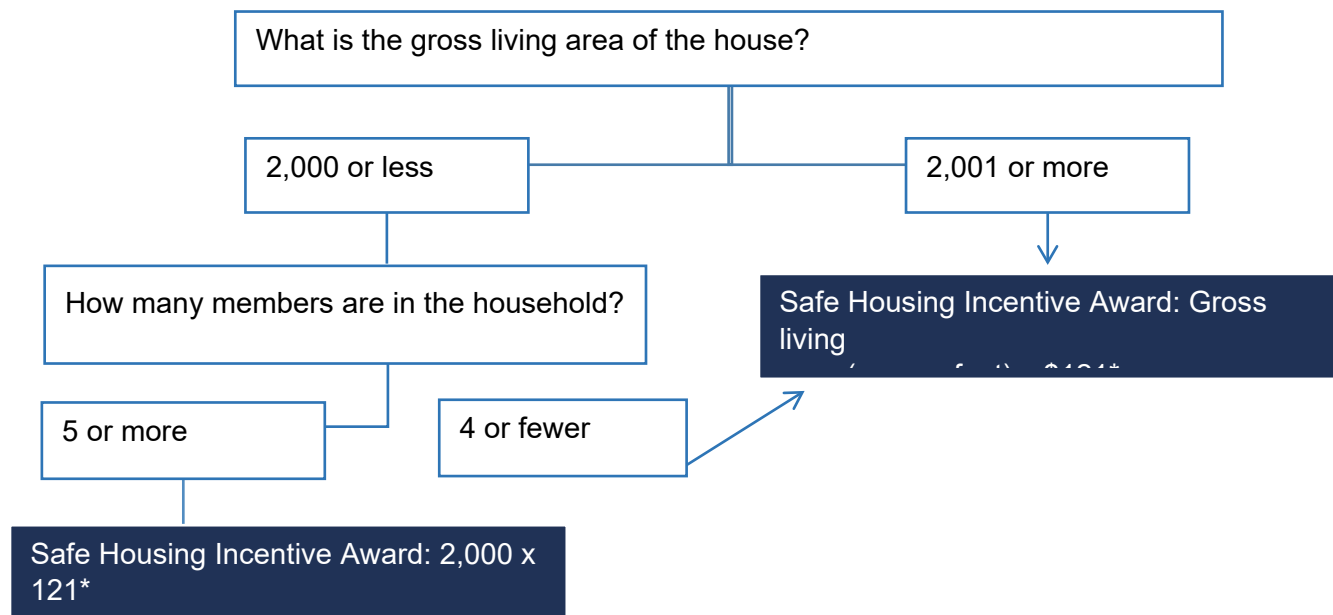 What is the gross living area of the house?
2,000 or less
2,001 or more
How many members are in the household?
Safe Housing Incentive Award: Gross
living
5 or more
4 or fewer
Safe Housing Incentive Award: 2,000 x
121*